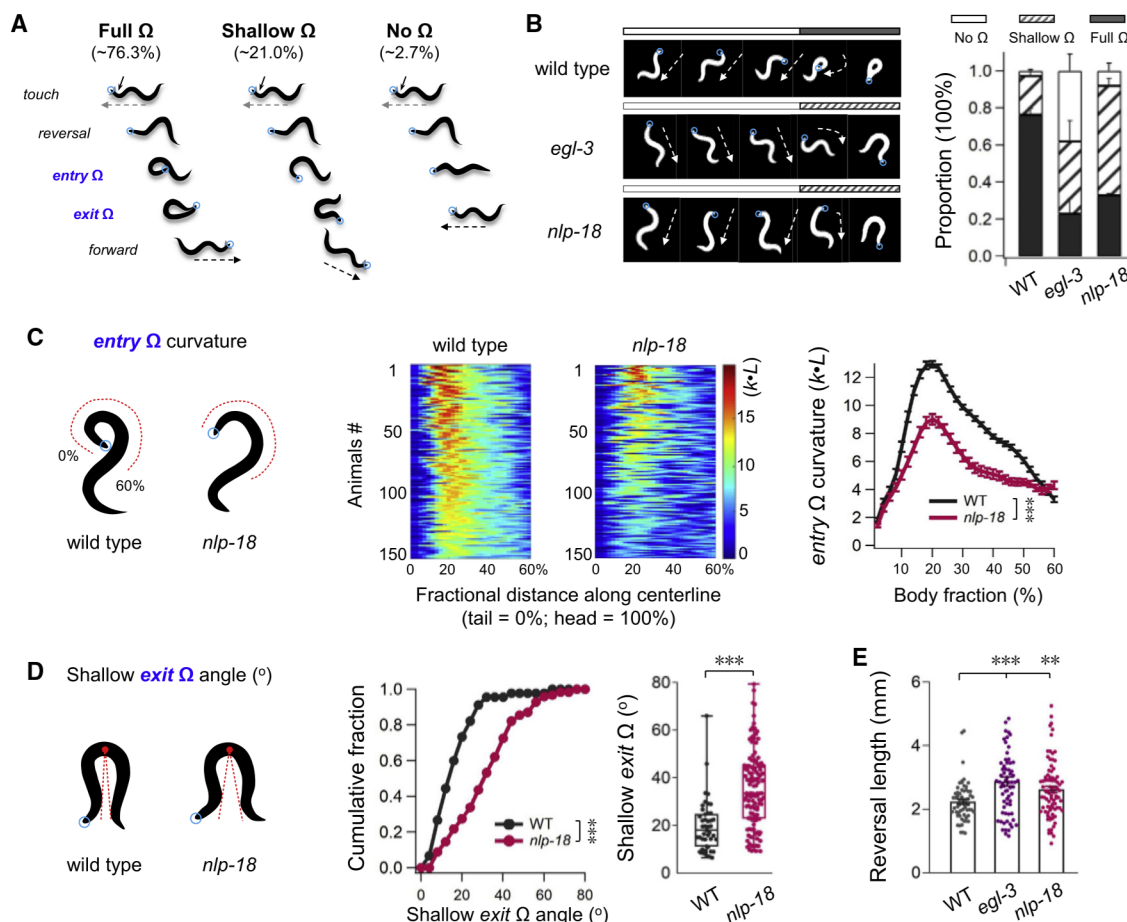 A
Full Ω
Shallow Ω
No Ω
(~76.3%)
(~21.0%)
(~2.7%)
touch
reversal
entry Ω
exit Ω
forward
B
wild type
egl-3
nlp-18
No Ω
Shallow Ω
Full Ω
Proportion (100%)
1.0
0.8
0.6
0.4
0.2
0.0
WT
egl-3
nlp-18
C
entry Ω curvature
0%
60%
wild type
nlp-18
wild type
nlp-18
Animals #
1
50
100
150
0
20
40
60%
0
20
40
60%
(k•L)
15
10
5
0
Fractional distance along centerline
(tail = 0%; head = 100%)
entry Ω curvature (k•L)
12
10
8
6
4
2
0
WT
nlp-18
***
10
20
30
40
50
60
Body fraction (%)
D
Shallow exit Ω angle (o)
wild type
nlp-18
Cumulative fraction
1.0
0.8
0.6
0.4
0.2
0.0
WT
nlp-18
***
0
20
40
60
80
Shallow exit Ω angle (o)
Shallow exit Ω (o)
80
60
40
20
0
***
WT
nlp-18
E
Reversal length (mm)
6
4
2
0
***
**
WT
egl-3
nlp-18